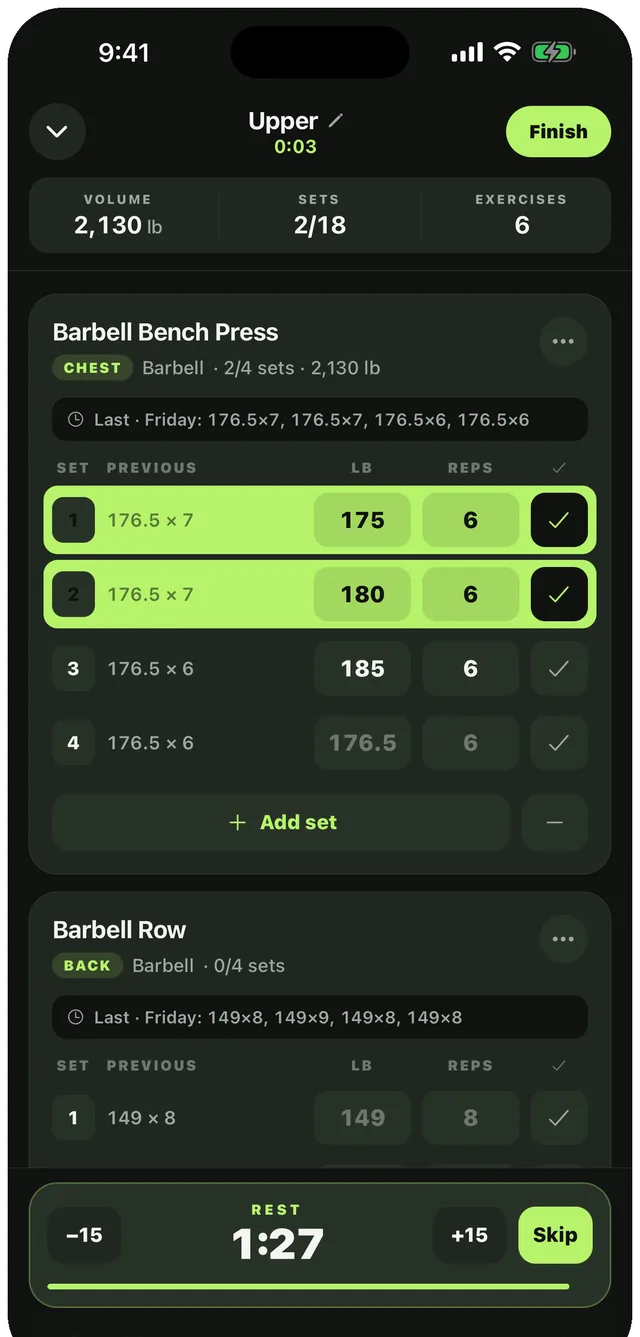 9:41
Upper
0:03
Finish
VOLUME SETS EXERCISES
2,130 lb 2/18 6
Barbell Bench Press
CHEST Barbell · 2/4 sets · 2,130 lb
Last · Friday: 176.5×7, 176.5×7, 176.5×6, 176.5×6
SET PREVIOUS LB REPS ✓
1 176.5 × 7 175 6 ✓
2 176.5 × 7 180 6 ✓
3 176.5 × 6 185 6 ✓
4 176.5 × 6 176.5 6 ✓
+ Add set −
Barbell Row
BACK Barbell · 0/4 sets
Last · Friday: 149×8, 149×9, 149×8, 149×8
SET PREVIOUS LB REPS ✓
1 149 × 8 149 8 ✓
REST
−15 1:27 +15 Skip